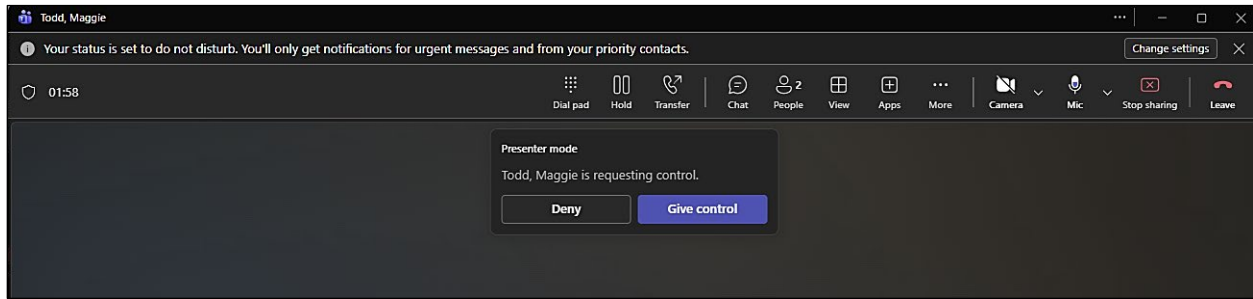 Todd, Maggie
Your status is set to do not disturb. You'll only get notifications for urgent messages and from your priority contacts.
Change settings
01:58
Dial pad
Hold
Transfer
Chat
2
People
View
Apps
More
Camera
Mic
Stop sharing
Leave
Presenter mode
Todd, Maggie is requesting control.
Deny
Give control